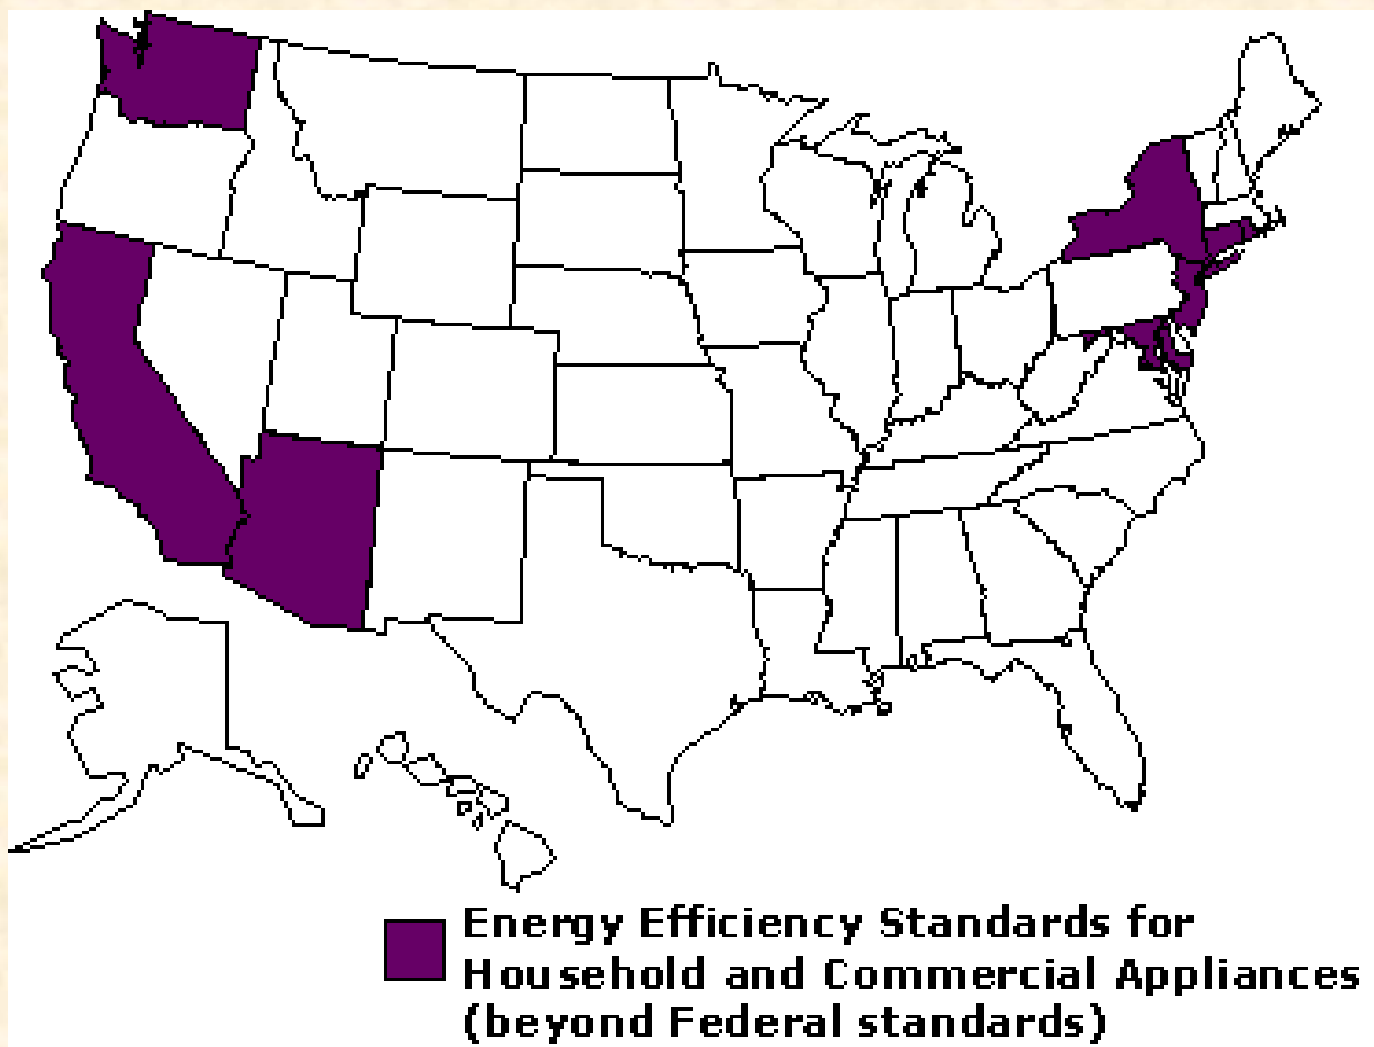 Energy Efficiency Standards for
Household and Commercial Appliances
(beyond Federal standards)